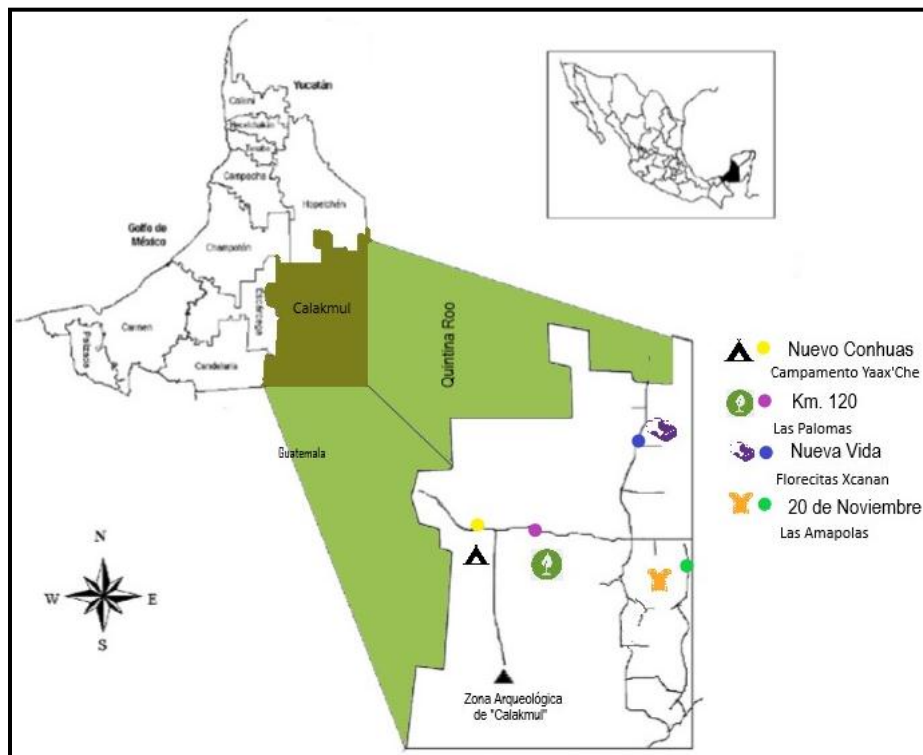 Yucatán
Calkiní
Hecelchakán
Tenabo
Campeche
Hopelchén
Golfo de
México
Champotón
Calakmul
Escárcega
Carmen
Palizada
Candelaria
Quintina Roo
Guatemala
Nuevo Conhuas
Campamento Yaax'Che
Km. 120
Las Palomas
Nueva Vida
Florecitas Xcanan
20 de Noviembre
Las Amapolas
N
W
E
S
Zona Arqueológica
de "Calakmul"